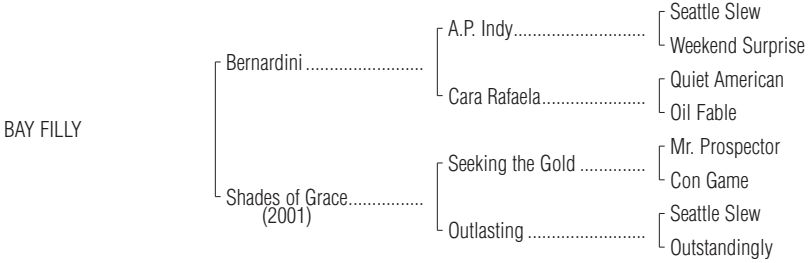 Seattle Slew
A.P. Indy.............................
Weekend Surprise
Bernardini .........................
Quiet American
Cara Rafaela......................
Oil Fable
BAY FILLY
Mr. Prospector
Seeking the Gold ..............
Con Game
Shades of Grace................
(2001)
Seattle Slew
Outlasting .........................
Outstandingly